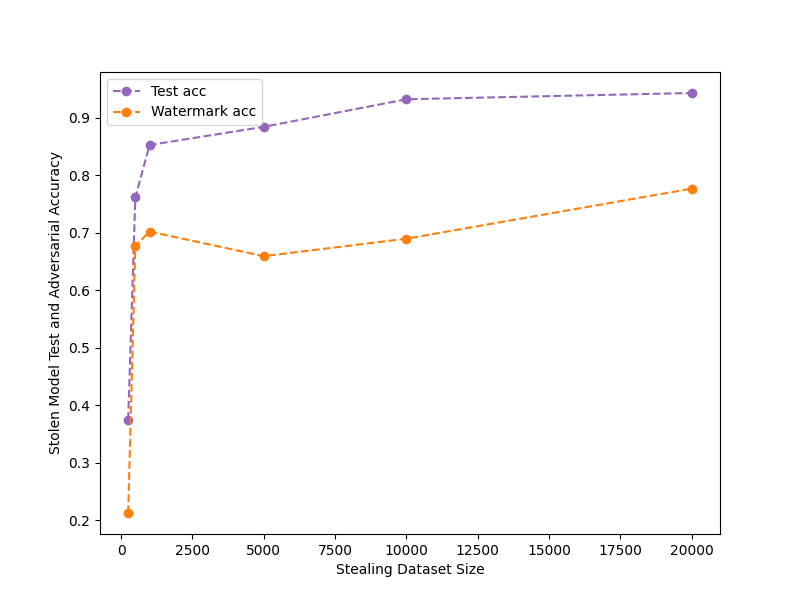 Test acc
Watermark acc
Stolen Model Test and Adversarial Accuracy
0.9
0.8
0.7
0.6
0.5
0.4
0.3
0.2
0 2500 5000 7500 10000 12500 15000 17500 20000
Stealing Dataset Size